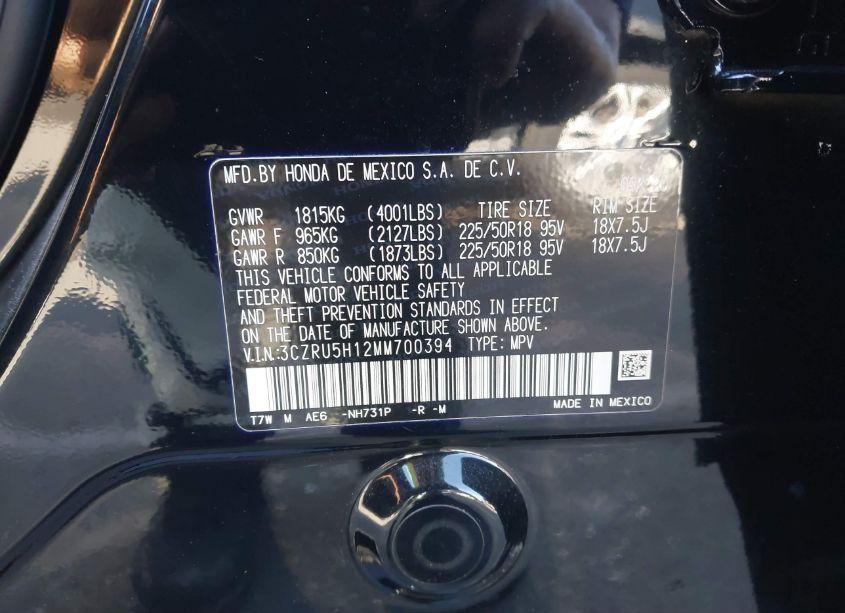 MFD.BY HONDA DE MEXICO S.A. DE C.V.
GVWR 1815KG (4001LBS) TIRE SIZE RIM SIZE
GAWR F 965KG (2127LBS) 225/50R18 95V 18X7.5J
GAWR R 850KG (1873LBS) 225/50R18 95V 18X7.5J
THIS VEHICLE CONFORMS TO ALL APPLICABLE
FEDERAL MOTOR VEHICLE SAFETY
AND THEFT PREVENTION STANDARDS IN EFFECT
ON THE DATE OF MANUFACTURE SHOWN ABOVE.
V.I.N.:3CZRU5H12MM700394 TYPE: MPV
T7W M AE6 -NH731P -R -M MADE IN MEXICO